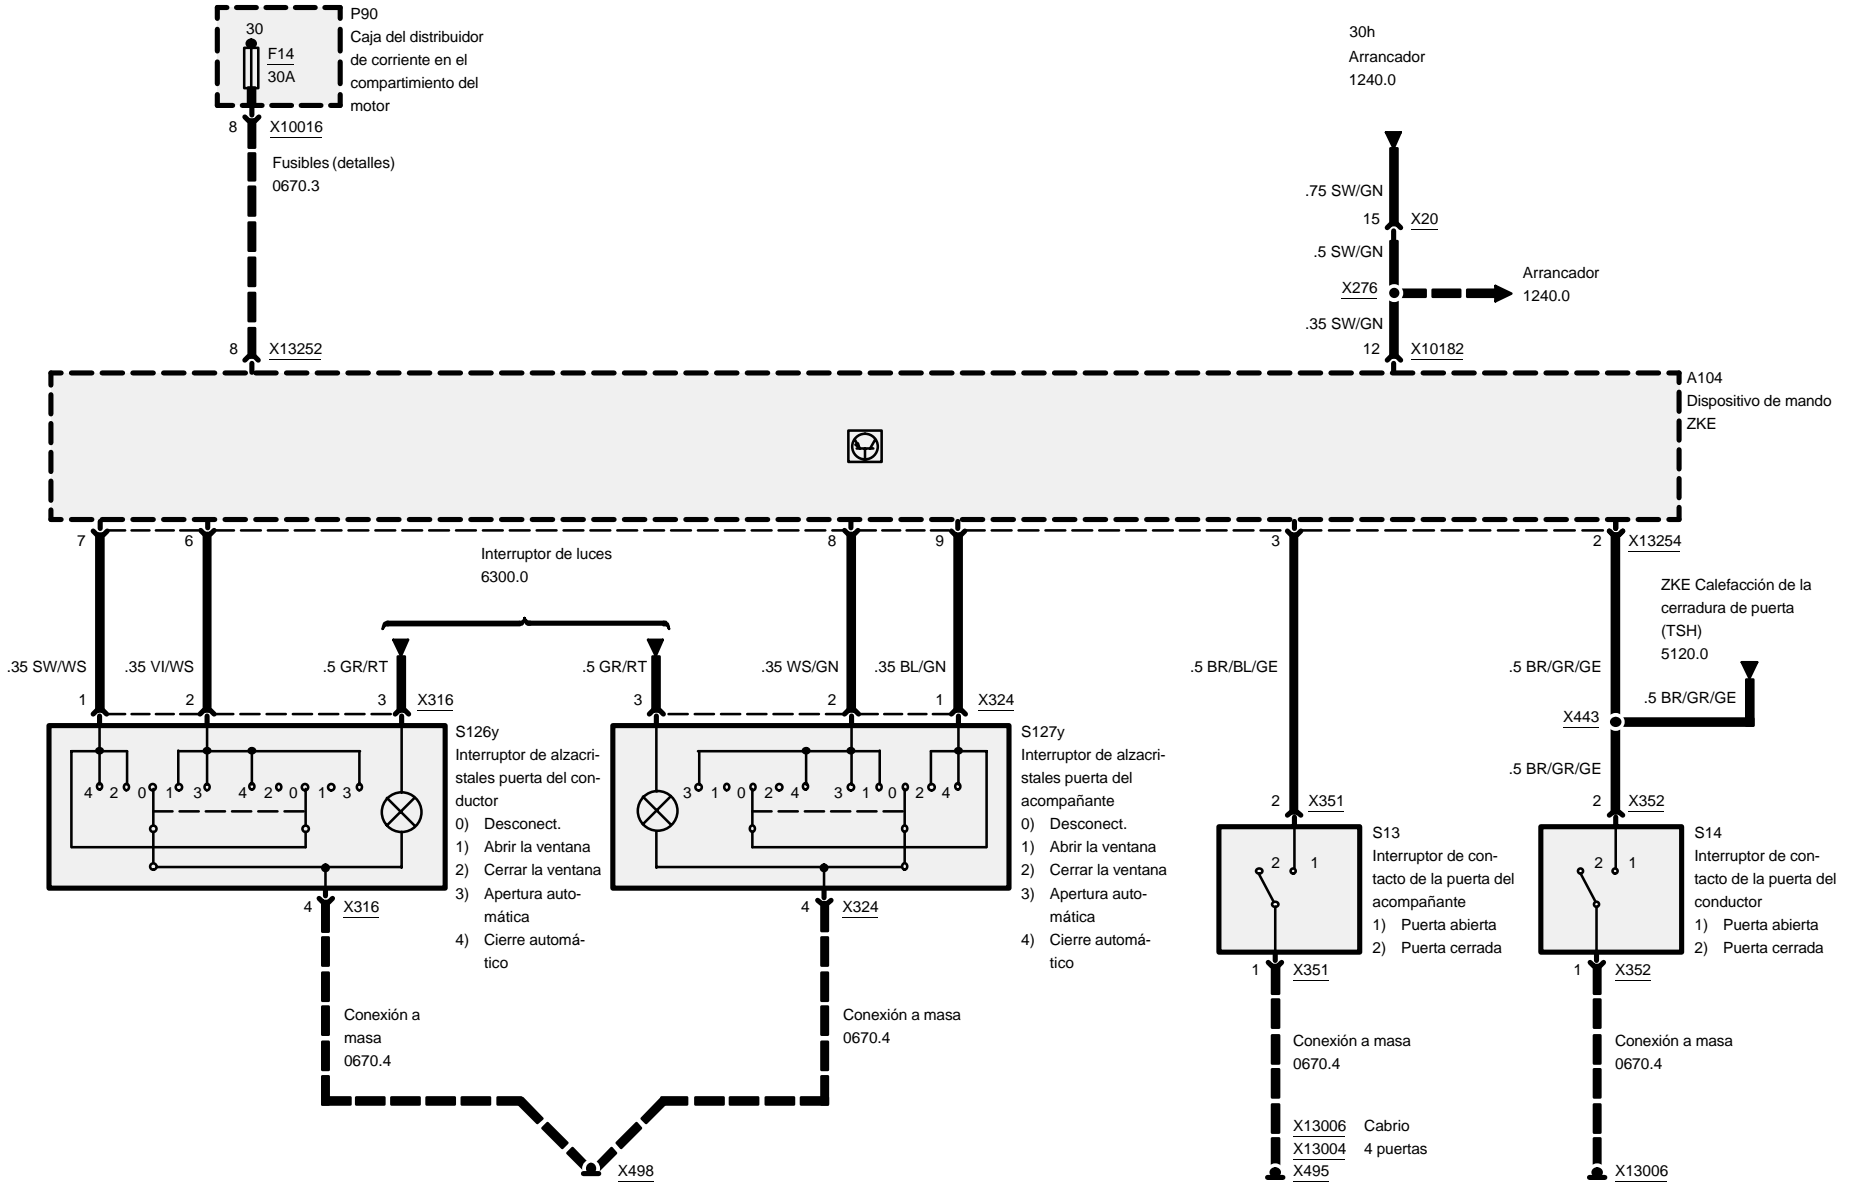 P90
Caja del distribuidor
de corriente en el
compartimiento del
motor
30
F14
30A
8 X10016
Fusibles (detalles)
0670.3
8 X13252
30h
Arrancador
1240.0
.75 SW/GN
15 X20
.5 SW/GN
X276
Arrancador
1240.0
.35 SW/GN
12 X10182
A104
Dispositivo de mando
ZKE
7 6 8 9 3 2 X13254
Interruptor de luces
6300.0
ZKE Calefacción de la
cerradura de puerta
(TSH)
5120.0
.35 SW/WS .35 VI/WS .5 GR/RT .5 GR/RT .35 WS/GN .35 BL/GN .5 BR/BL/GE .5 BR/GR/GE
.5 BR/GR/GE
1 2 3 X316 3 2 1 X324
X443
.5 BR/GR/GE
S126y
Interruptor de alzacri-
stales puerta del con-
ductor
0) Desconect.
1) Abrir la ventana
2) Cerrar la ventana
3) Apertura auto-
mática
4) Cierre automá-
tico
4 2 0 1 3 4 2 0 1 3
S127y
Interruptor de alzacri-
stales puerta del
acompañante
0) Desconect.
1) Abrir la ventana
2) Cerrar la ventana
3) Apertura auto-
mática
4) Cierre automá-
tico
3 1 0 2 4 3 1 0 2 4
2 X351
S13
Interruptor de con-
tacto de la puerta del
acompañante
1) Puerta abierta
2) Puerta cerrada
2 1
2 X352
S14
Interruptor de con-
tacto de la puerta del
conductor
1) Puerta abierta
2) Puerta cerrada
2 1
4 X316
4 X324
1 X351
1 X352
Conexión a
masa
0670.4
Conexión a masa
0670.4
Conexión a masa
0670.4
Conexión a masa
0670.4
X13006 Cabrio
X13004 4 puertas
X495
X498
X13006